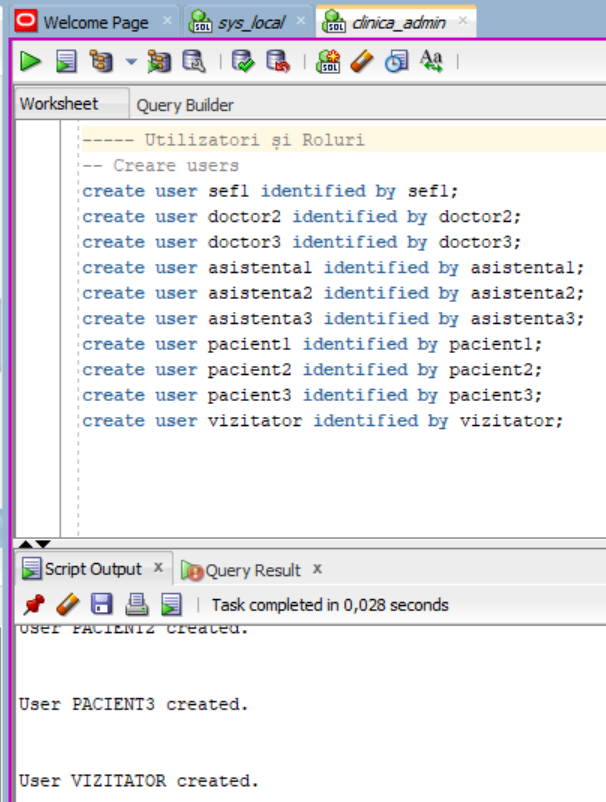 Welcome Page
sys_local
clinica_admin
Worksheet
Query Builder
----- Utilizatori și Roluri
-- Creare users
create user sef1 identified by sef1;
create user doctor2 identified by doctor2;
create user doctor3 identified by doctor3;
create user asistenta1 identified by asistenta1;
create user asistenta2 identified by asistenta2;
create user asistenta3 identified by asistenta3;
create user pacient1 identified by pacient1;
create user pacient2 identified by pacient2;
create user pacient3 identified by pacient3;
create user vizitator identified by vizitator;
Script Output x
Query Result x
Task completed in 0,028 seconds
User PACIENT2 created.
User PACIENT3 created.
User VIZITATOR created.